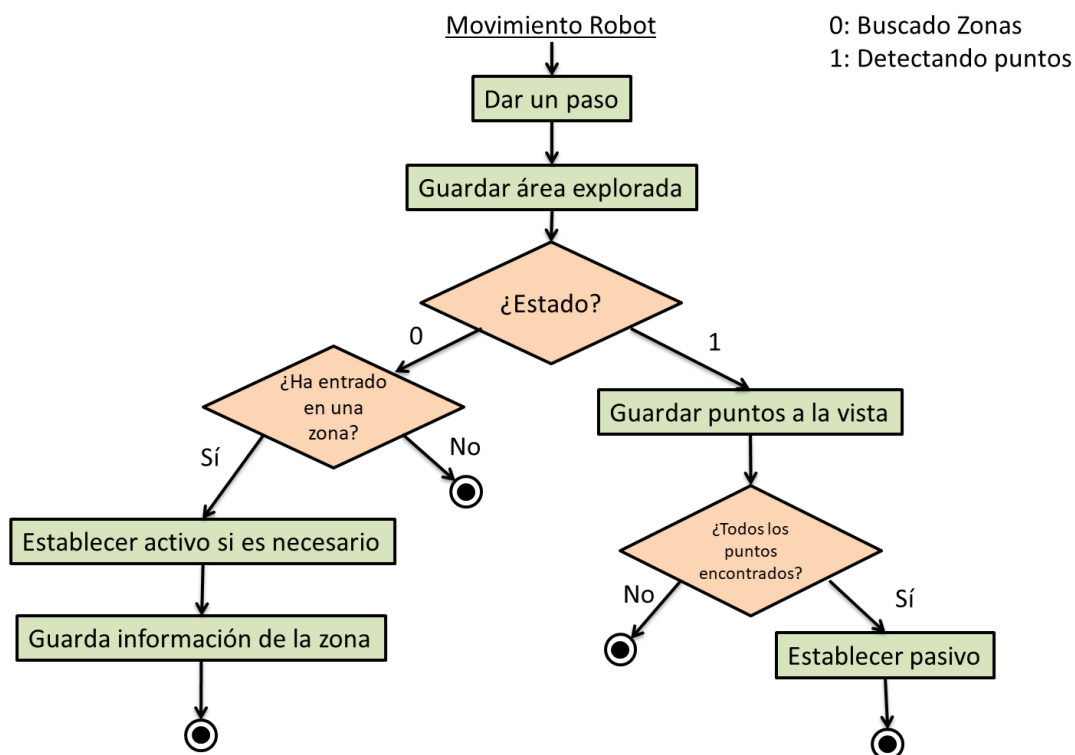 Movimiento Robot
0: Buscado Zonas
1: Detectando puntos
Dar un paso
Guardar área explorada
¿Estado?
0
1
¿Ha entrado
en una
zona?
Guardar puntos a la vista
Sí
No
Establecer activo si es necesario
¿Todos los
puntos
encontrados?
No
Sí
Guarda información de la zona
Establecer pasivo